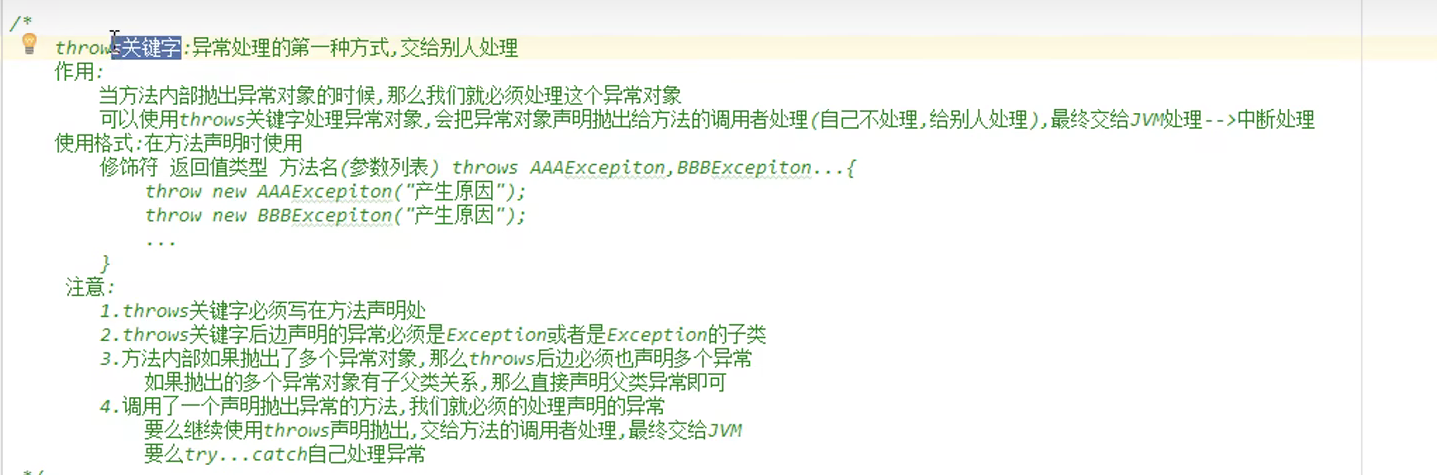 /*
throws关键字:异常处理的第一种方式,交给别人处理
作用:
当方法内部抛出异常对象的时候,那么我们就必须处理这个异常对象
可以使用throws关键字处理异常对象,会把异常对象声明抛出给方法的调用者处理(自己不处理,给别人处理),最终交给JVM处理-->中断处理
使用格式:在方法声明时使用
修饰符 返回值类型 方法名(参数列表) throws AAAExcepiton,BBBExcepiton...{
throw new AAAExcepiton("产生原因");
throw new BBBExcepiton("产生原因");
...
}
注意:
1.throws关键字必须写在方法声明处
2.throws关键字后边声明的异常必须是Exception或者是Exception的子类
3.方法内部如果抛出了多个异常对象,那么throws后边必须也声明多个异常
如果抛出的多个异常对象有子父类关系,那么直接声明父类异常即可
4.调用了一个声明抛出异常的方法,我们就必须的处理声明的异常
要么继续使用throws声明抛出,交给方法的调用者处理,最终交给JVM
要么try...catch自己处理异常
*/